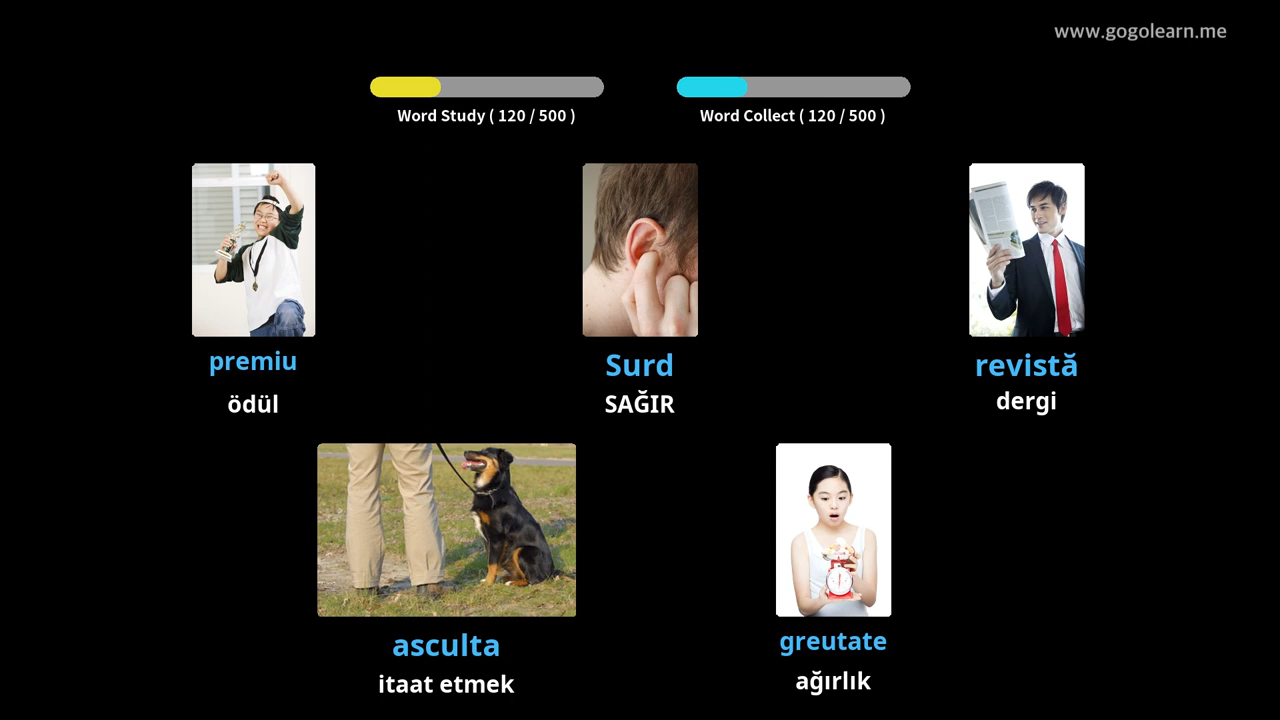 www.gogolearn.me
Word Study ( 120 / 500 )
Word Collect ( 120 / 500 )
premiu
ödül
Surd
SAĞIR
revistă
dergi
asculta
itaat etmek
greutate
ağırlık